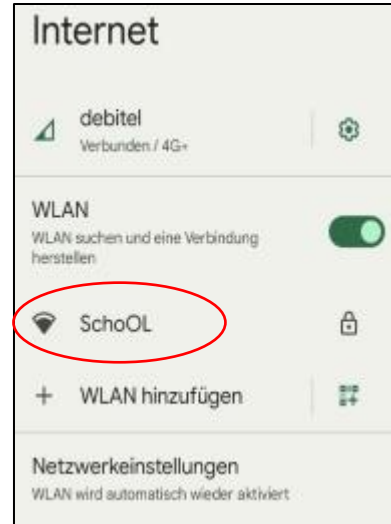 Internet
debitel
Verbunden / 4G+
WLAN
WLAN suchen und eine Verbindung
herstellen
SchoOL
WLAN hinzufügen
Netzwerkeinstellungen
WLAN wird automatisch wieder aktiviert